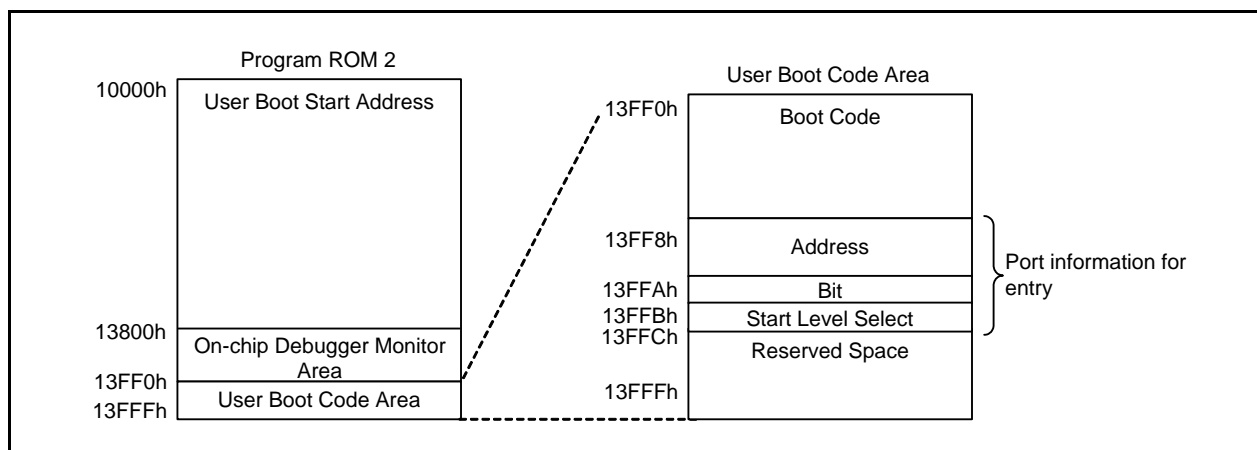 Program ROM 2
10000h
User Boot Start Address
13800h
On-chip Debugger Monitor
Area
13FF0h
User Boot Code Area
13FFFh
User Boot Code Area
13FF0h
Boot Code
13FF8h
Address
13FFAh
Bit
13FFBh
Start Level Select
13FFCh
Reserved Space
13FFFh
Port information for
entry